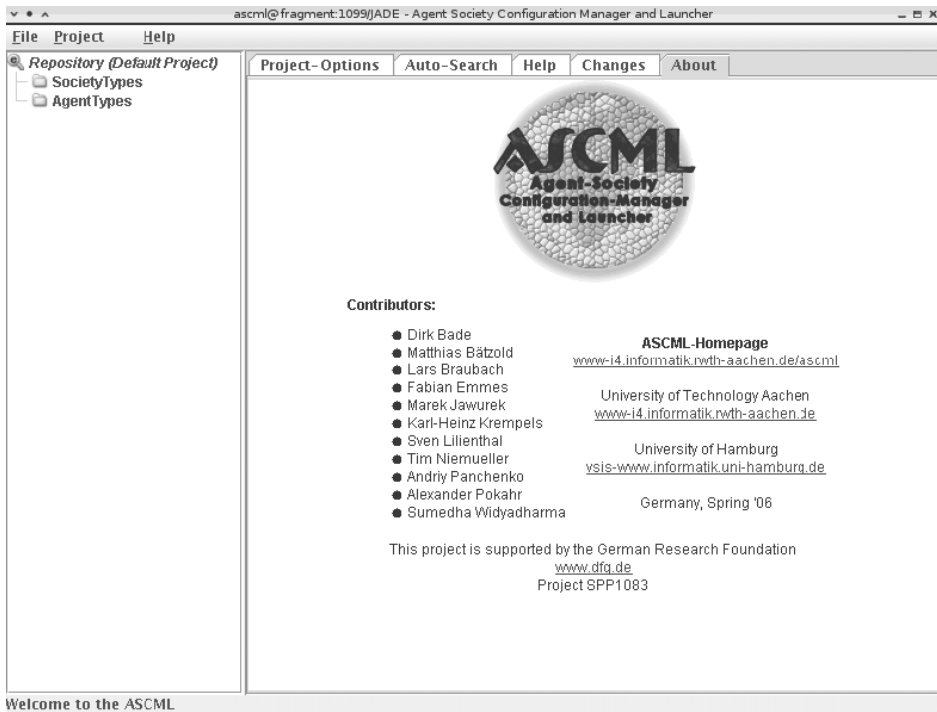 ascml@fragment:1099/JADE - Agent Society Configuration Manager and Launcher
File Project Help
Repository (Default Project)
SocietyTypes
AgentTypes
Project-Options Auto-Search Help Changes About
ASCML
Agent-Society
Configuration-Manager
and Launcher
Contributors:
Dirk Bade
Matthias Bätzold
Lars Braubach
Fabian Emmes
Marek Jawurek
Karl-Heinz Krempels
Sven Lilienthal
Tim Niemueller
Andriy Panchenko
Alexander Pokahr
Sumedha Widyadharma
ASCML-Homepage
www-i4.informatik.rwth-aachen.de/ascml
University of Technology Aachen
www-i4.informatik.rwth-aachen.de
University of Hamburg
vsis-www.informatik.uni-hamburg.de
Germany, Spring '06
This project is supported by the German Research Foundation
www.dfg.de
Project SPP1083
Welcome to the ASCML